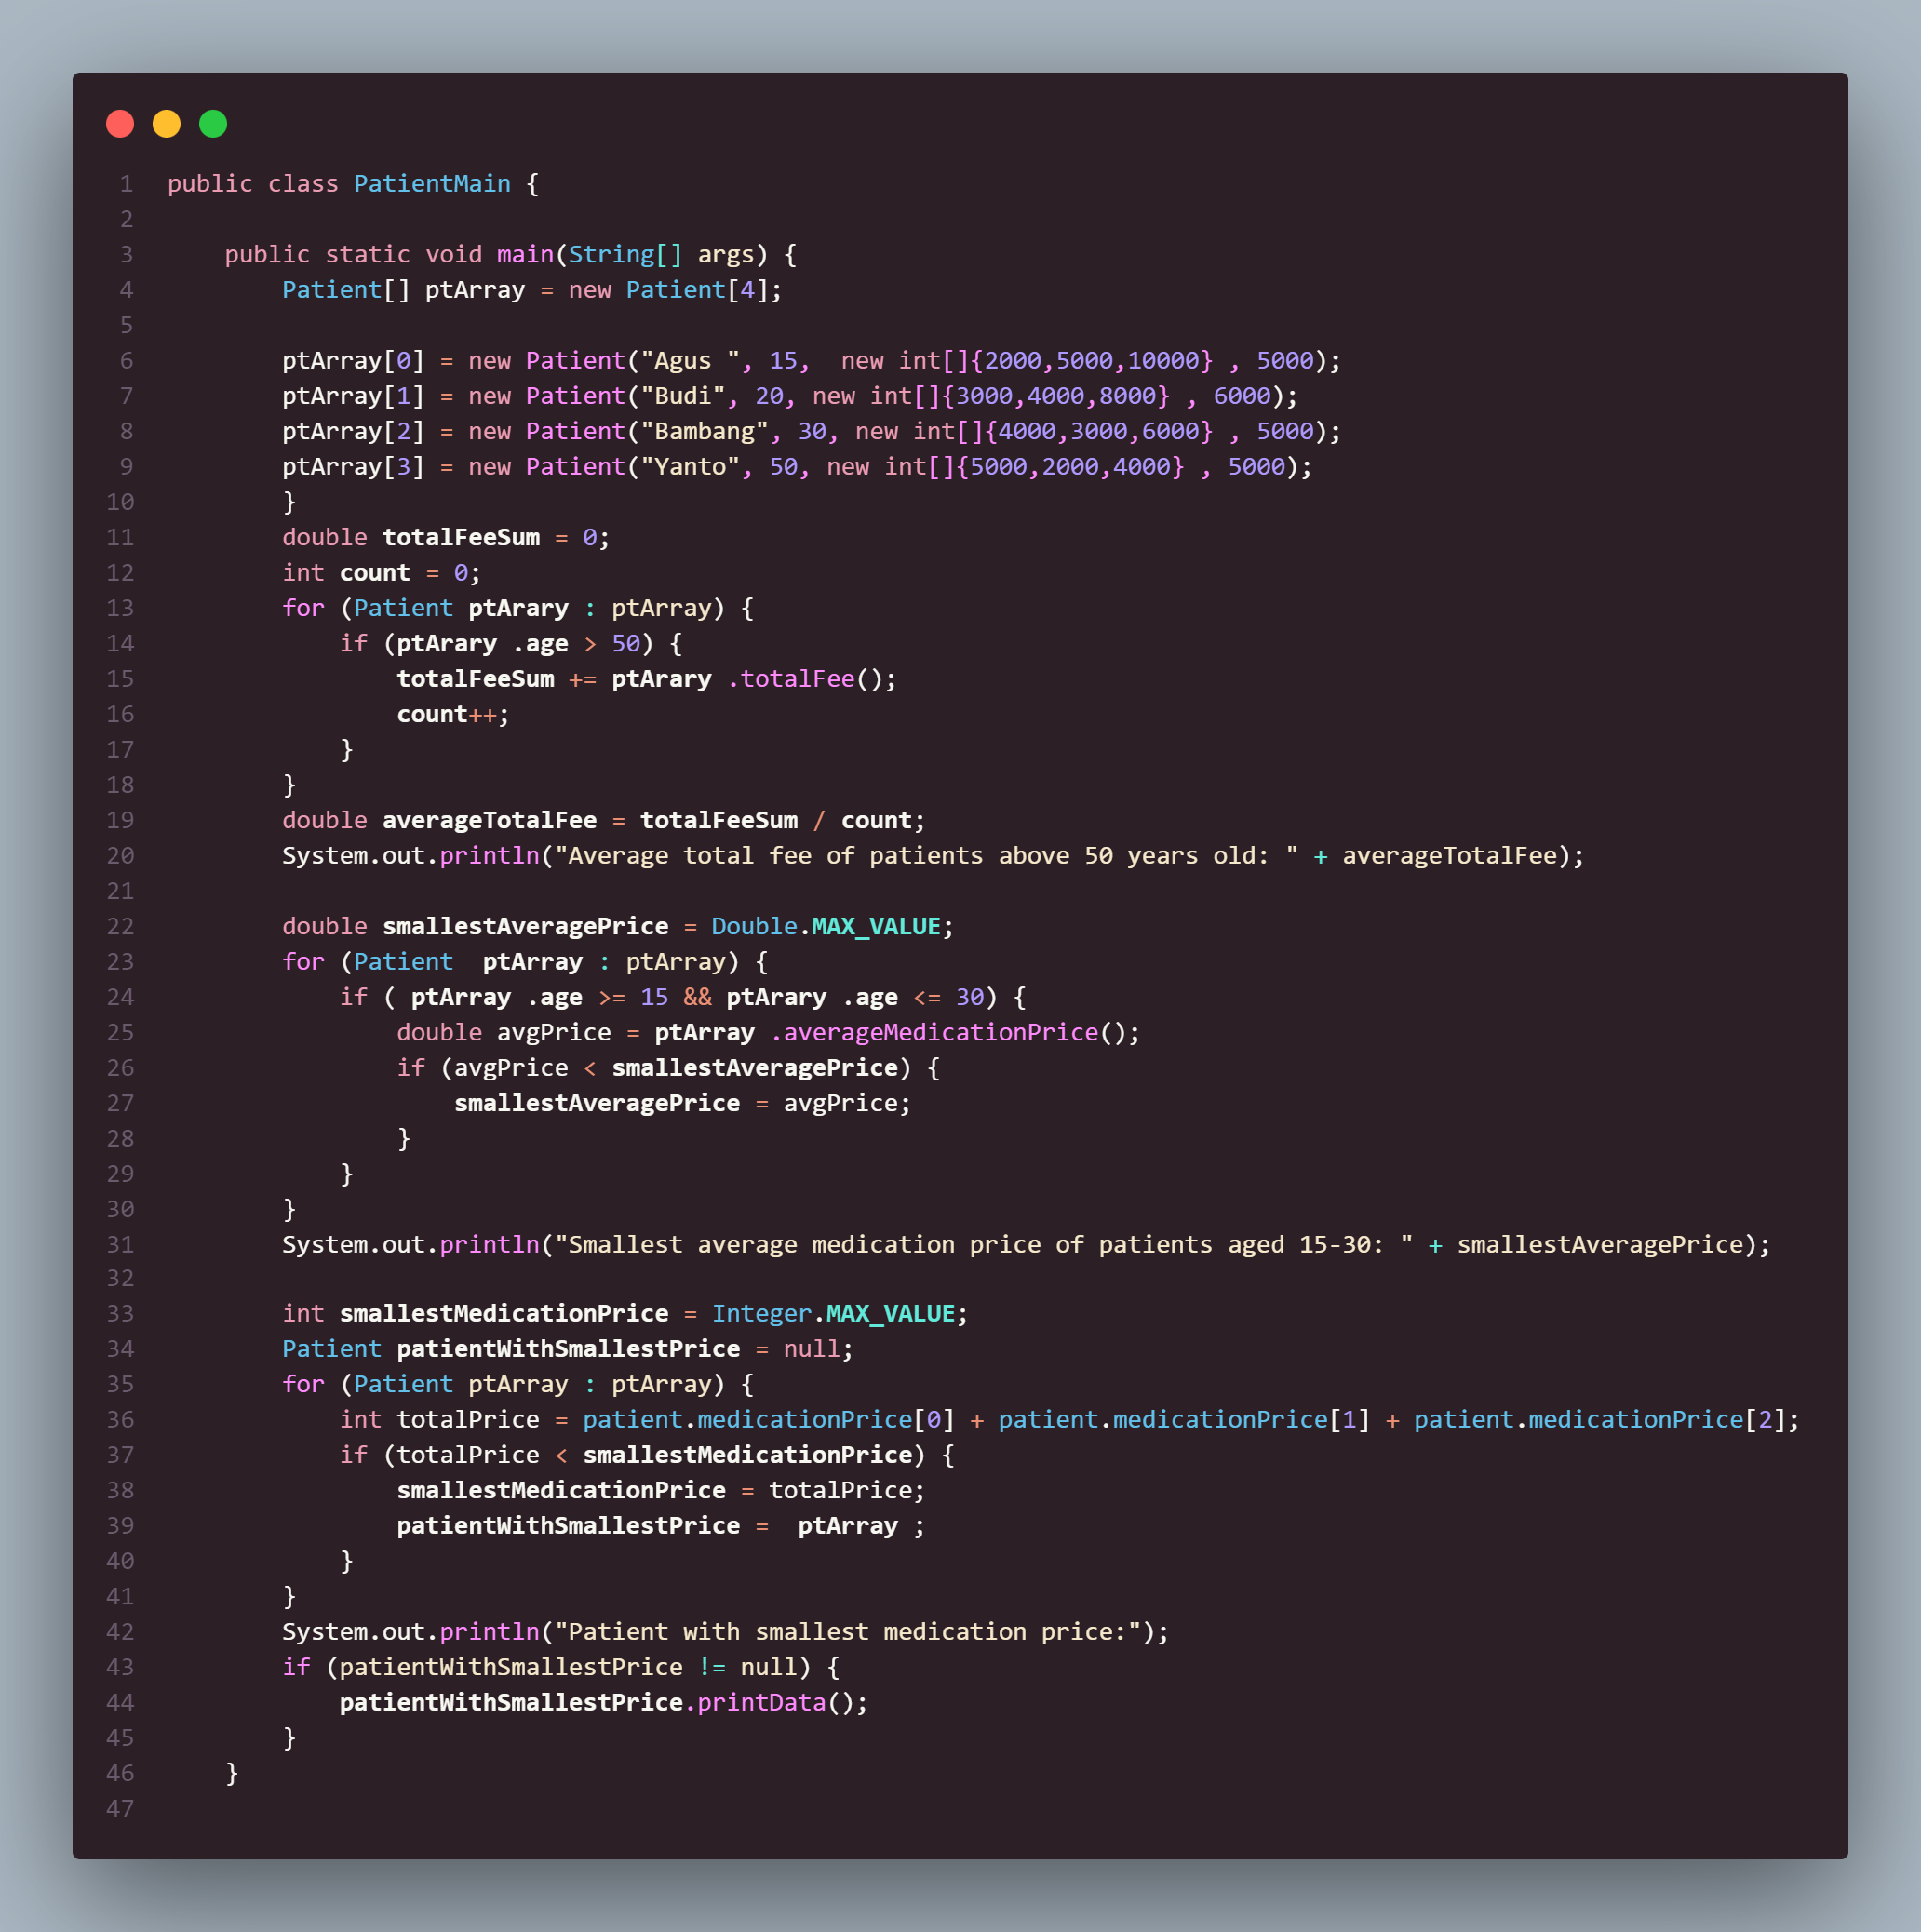 1 public class PatientMain {
2
3     public static void main(String[] args) {
4         Patient[] ptArray = new Patient[4];
5
6         ptArray[0] = new Patient("Agus ", 15,  new int[]{2000,5000,10000} , 5000);
7         ptArray[1] = new Patient("Budi", 20, new int[]{3000,4000,8000} , 6000);
8         ptArray[2] = new Patient("Bambang", 30, new int[]{4000,3000,6000} , 5000);
9         ptArray[3] = new Patient("Yanto", 50, new int[]{5000,2000,4000} , 5000);
10         }
11         double totalFeeSum = 0;
12         int count = 0;
13         for (Patient ptArary : ptArray) {
14             if (ptArary .age > 50) {
15                 totalFeeSum += ptArary .totalFee();
16                 count++;
17             }
18         }
19         double averageTotalFee = totalFeeSum / count;
20         System.out.println("Average total fee of patients above 50 years old: " + averageTotalFee);
21
22         double smallestAveragePrice = Double.MAX_VALUE;
23         for (Patient  ptArray : ptArray) {
24             if ( ptArray .age >= 15 && ptArary .age <= 30) {
25                 double avgPrice = ptArray .averageMedicationPrice();
26                 if (avgPrice < smallestAveragePrice) {
27                     smallestAveragePrice = avgPrice;
28                 }
29             }
30         }
31         System.out.println("Smallest average medication price of patients aged 15-30: " + smallestAveragePrice);
32
33         int smallestMedicationPrice = Integer.MAX_VALUE;
34         Patient patientWithSmallestPrice = null;
35         for (Patient ptArray : ptArray) {
36             int totalPrice = patient.medicationPrice[0] + patient.medicationPrice[1] + patient.medicationPrice[2];
37             if (totalPrice < smallestMedicationPrice) {
38                 smallestMedicationPrice = totalPrice;
39                 patientWithSmallestPrice =  ptArray ;
40             }
41         }
42         System.out.println("Patient with smallest medication price:");
43         if (patientWithSmallestPrice != null) {
44             patientWithSmallestPrice.printData();
45         }
46     }
47